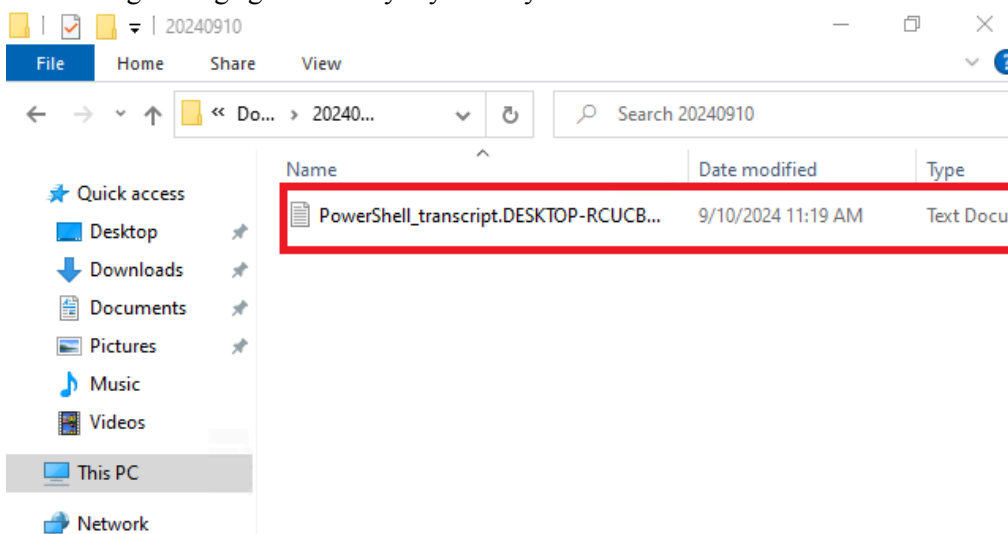 20240910
File Home Share View
« Do... › 20240... Search 20240910
Name Date modified Type
Quick access
PowerShell_transcript.DESKTOP-RCUCB... 9/10/2024 11:19 AM Text Docu
Desktop
Downloads
Documents
Pictures
Music
Videos
This PC
Network